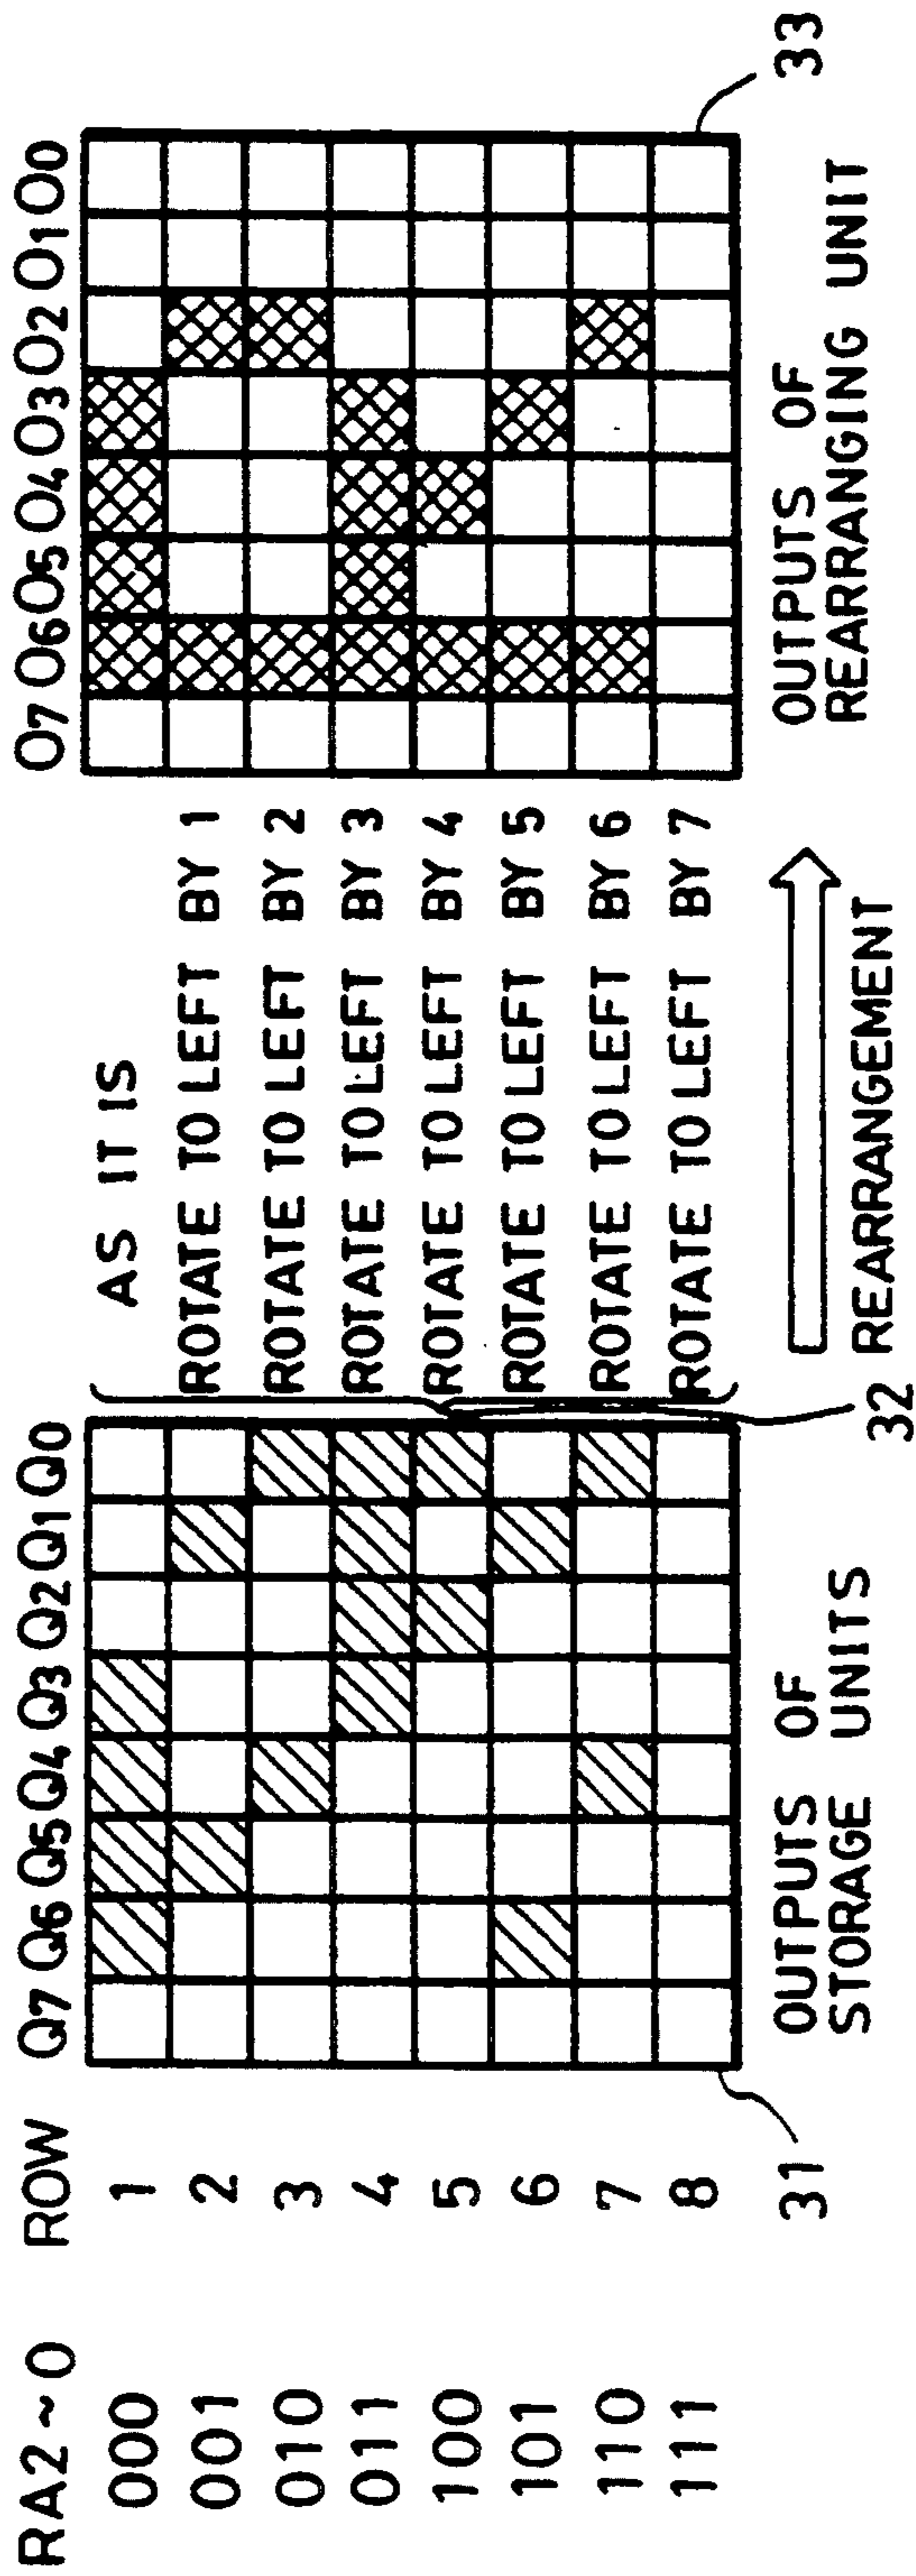 RA2~0 ROW Q7 Q6 Q5 Q4 Q3 Q2 Q1 Q0 O7 O6 O5 O4 O3 O2 O1 O0
000 1 AS IT IS
001 2 ROTATE TO LEFT BY 1
010 3 ROTATE TO LEFT BY 2
011 4 ROTATE TO LEFT BY 3
100 5 ROTATE TO LEFT BY 4
101 6 ROTATE TO LEFT BY 5
110 7 ROTATE TO LEFT BY 6
111 8 ROTATE TO LEFT BY 7
31
OUTPUTS OF
STORAGE UNITS
32
REARRANGEMENT
OUTPUTS OF
REARRANGING UNIT
33